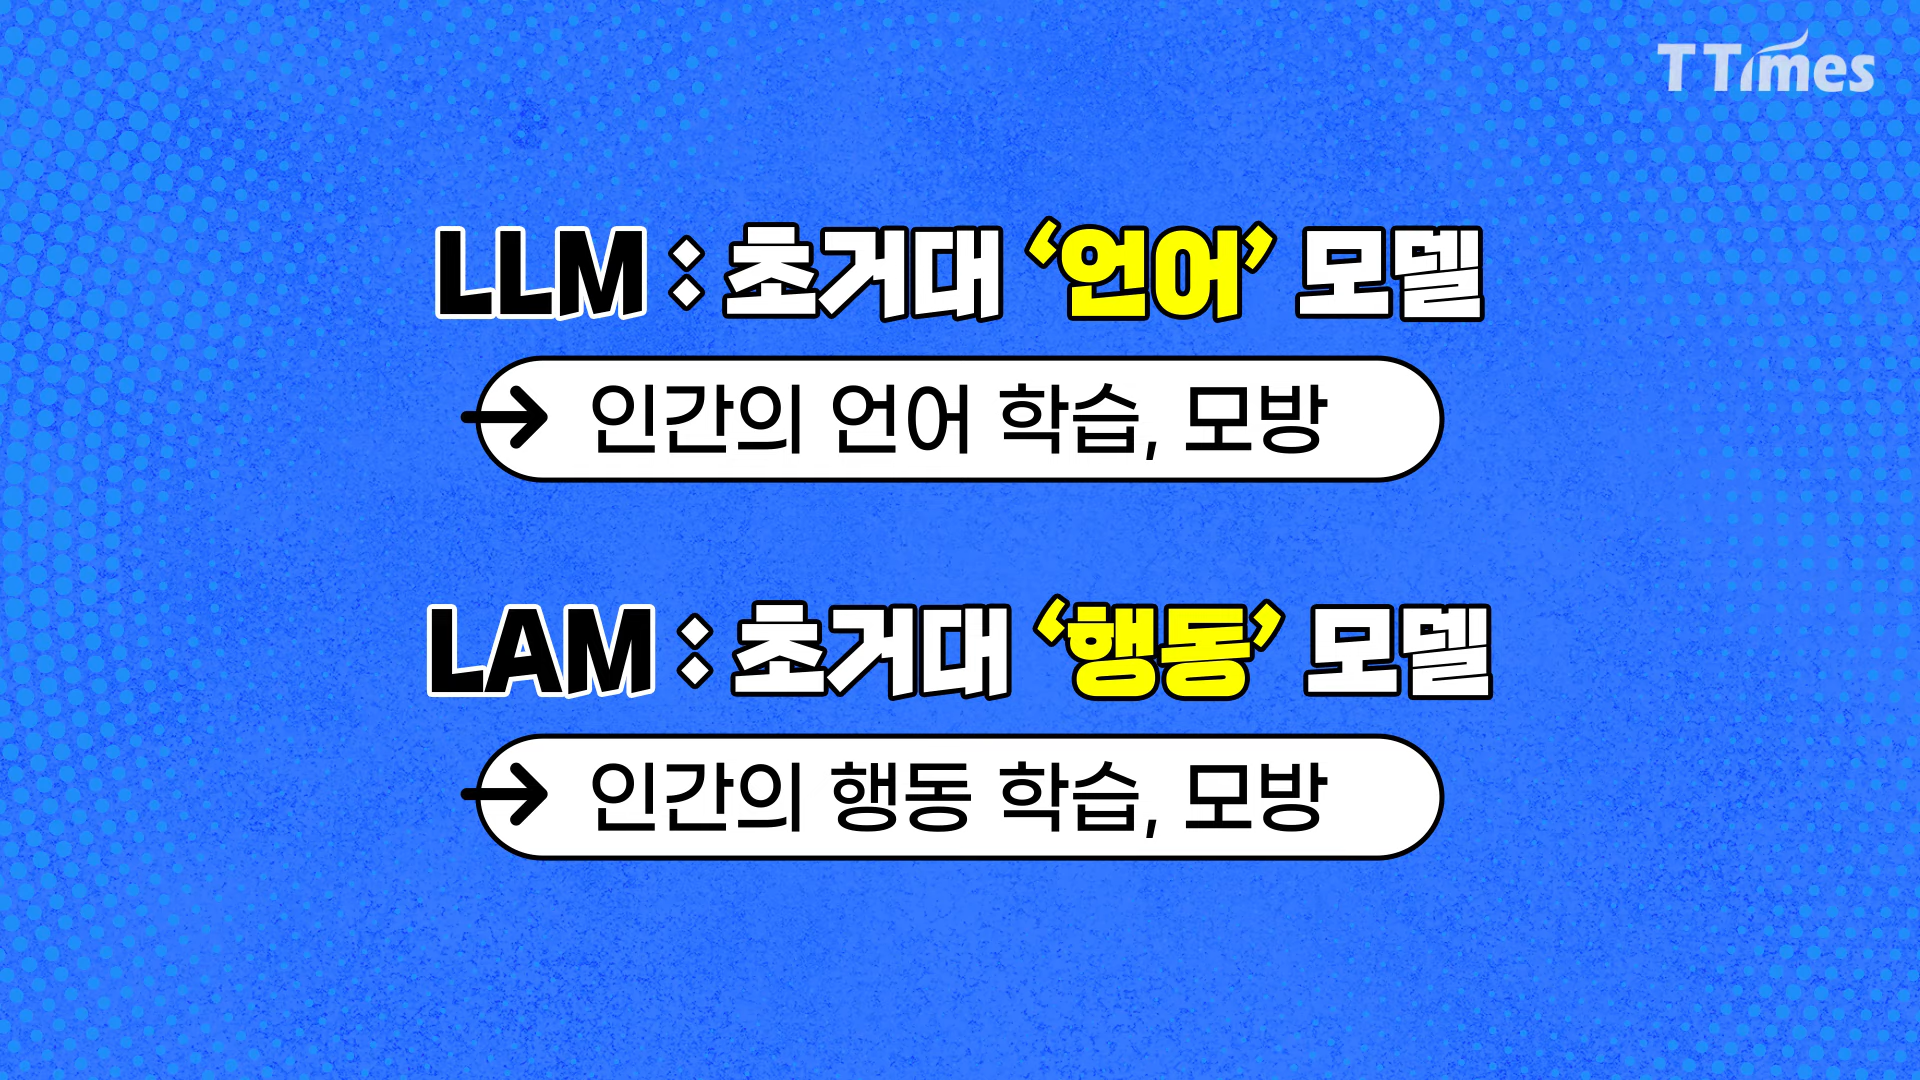 TTimes
LLM : 초거대 ‘언어’ 모델
→ 인간의 언어 학습, 모방
LAM : 초거대 ‘행동’ 모델
→ 인간의 행동 학습, 모방